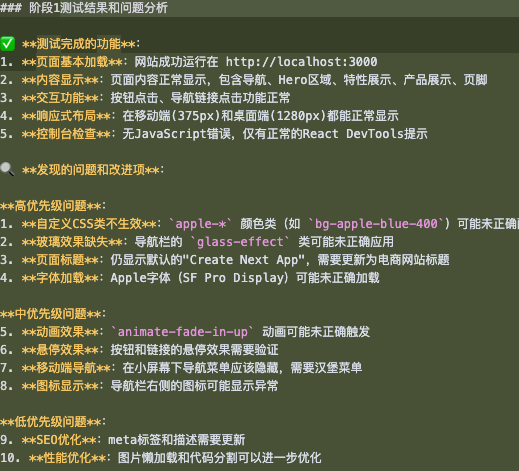 ### 阶段1测试结果和问题分析
✅ **测试完成的功能**:
1. **页面基本加载**: 网站成功运行在 http://localhost:3000
2. **内容显示**: 页面内容正常显示，包含导航、Hero区域、特性展示、产品展示、页脚
3. **交互功能**: 按钮点击、导航链接点击功能正常
4. **响应式布局**: 在移动端(375px)和桌面端(1280px)都能正常显示
5. **控制台检查**: 无JavaScript错误，仅有正常的React DevTools提示
🔍 **发现的问题和改进项**:
**高优先级问题**:
1. **自定义CSS类不生效**: `apple-*` 颜色类（如 `bg-apple-blue-400`）可能未正确
2. **玻璃效果缺失**: 导航栏的 `glass-effect` 类可能未正确应用
3. **页面标题**: 仍显示默认的"Create Next App"，需要更新为电商网站标题
4. **字体加载**: Apple字体（SF Pro Display）可能未正确加载
**中优先级问题**:
5. **动画效果**: `animate-fade-in-up` 动画可能未正确触发
6. **悬停效果**: 按钮和链接的悬停效果需要验证
7. **移动端导航**: 在小屏幕下导航菜单应该隐藏，需要汉堡菜单
8. **图标显示**: 导航栏右侧的图标可能显示异常
**低优先级问题**:
9. **SEO优化**: meta标签和描述需要更新
10. **性能优化**: 图片懒加载和代码分割可以进一步优化